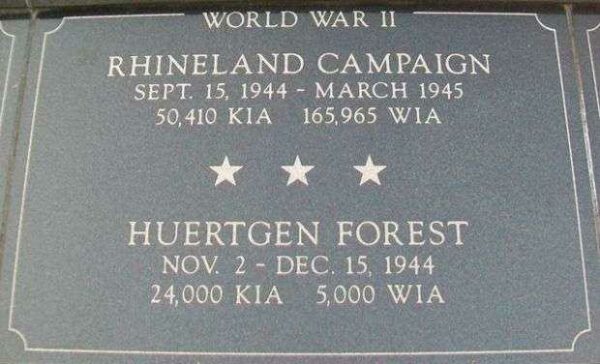 WORLD WAR II
RHINELAND CAMPAIGN
SEPT. 15, 1944 - MARCH 1945
50,410 KIA 165,965 WIA
HUERTGEN FOREST
NOV. 2 - DEC. 15, 1944
24,000 KIA 5,000 WIA